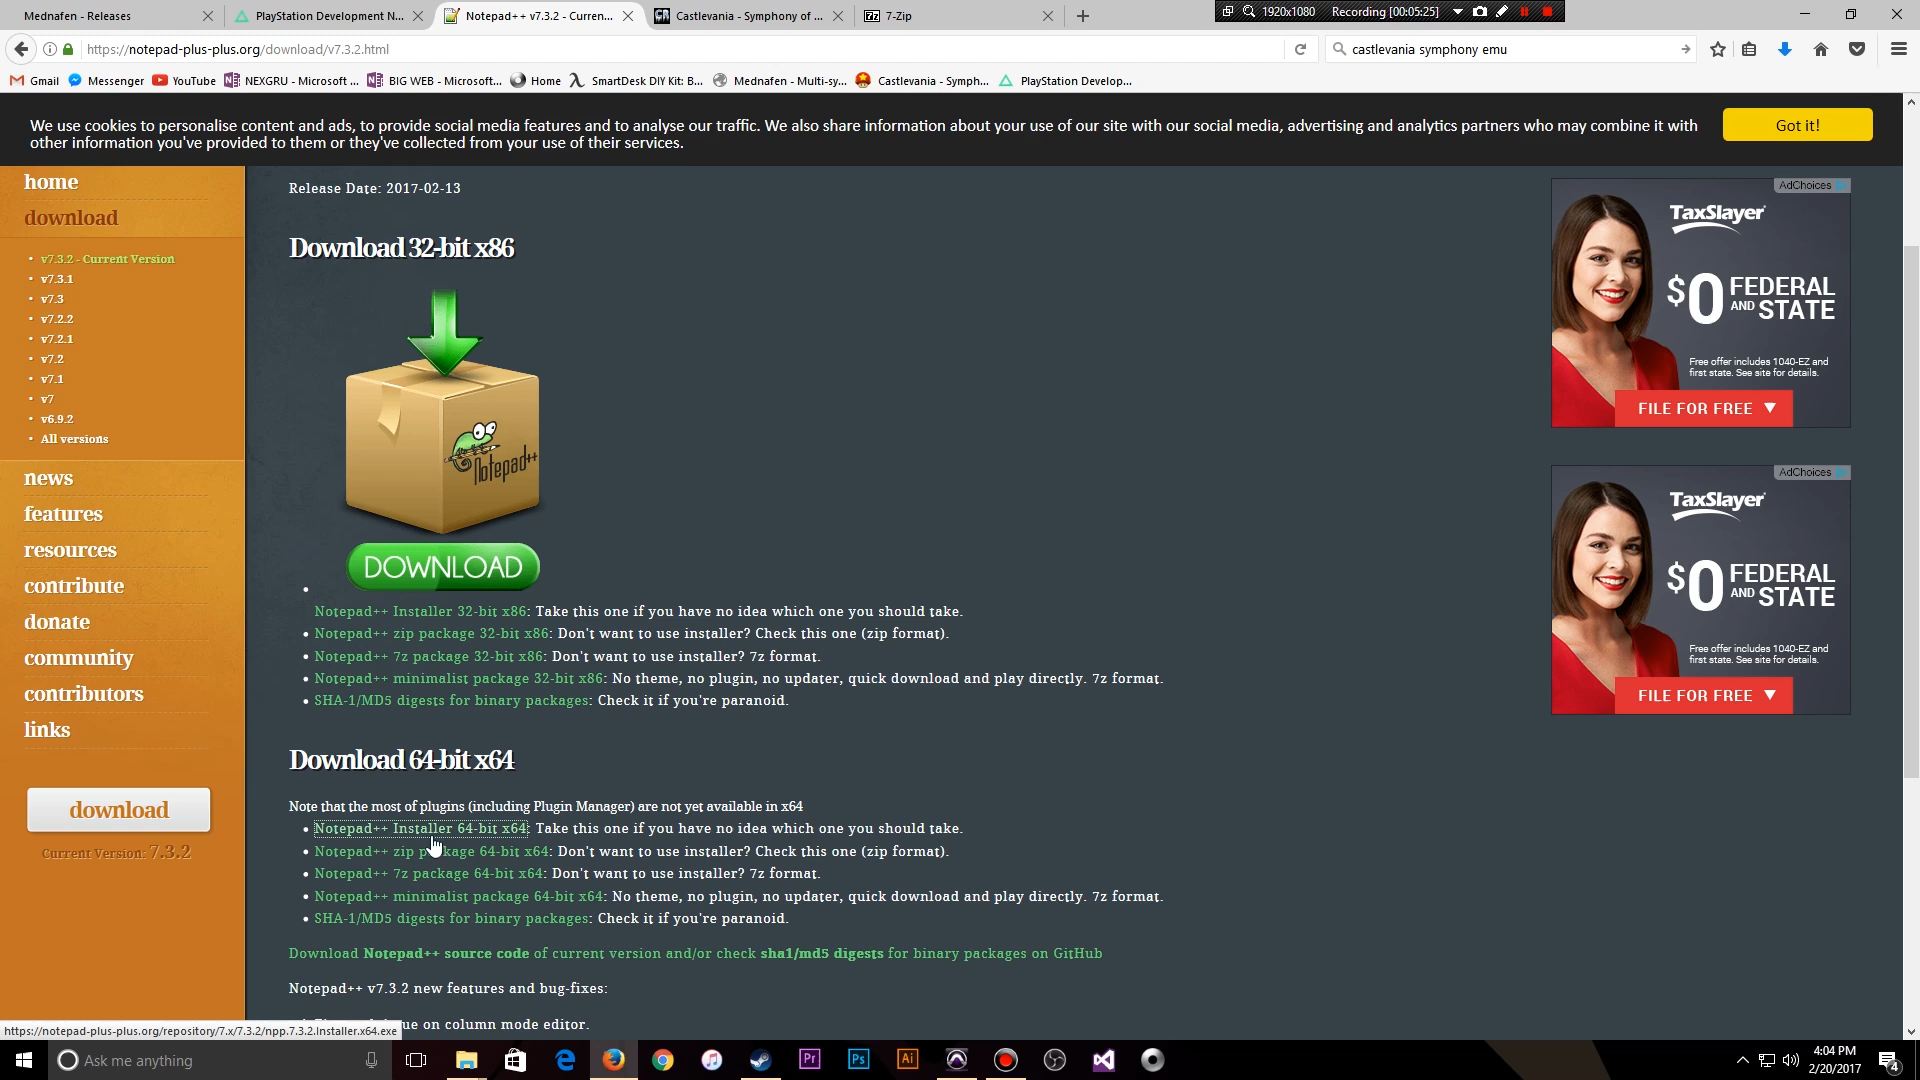 Mednafen - Releases
PlayStation Development N...
Notepad++ v7.3.2 - Curren...
Castlevania - Symphony of ...
7-Zip
1920x1080
Recording [00:05:25]
https://notepad-plus-plus.org/download/v7.3.2.html
castlevania symphony emu
Gmail
Messenger
YouTube
NEXGRU - Microsoft ...
BIG WEB - Microsoft...
Home
SmartDesk DIY Kit: B...
Mednafen - Multi-sy...
Castlevania - Symph...
PlayStation Develop...
We use cookies to personalise content and ads, to provide social media features and to analyse our traffic. We also share information about your use of our site with our social media, advertising and analytics partners who may combine it with
other information you've provided to them or they've collected from your use of their services.
Got it!
home
download
• v7.3.2 - Current Version
• v7.3.1
• v7.3
• v7.2.2
• v7.2.1
• v7.2
• v7.1
• v7
• v6.9.2
• All versions
news
features
resources
contribute
donate
community
contributors
links
download
Current Version: 7.3.2
Release Date: 2017-02-13
Download 32-bit x86
Notepad++
DOWNLOAD
Notepad++ Installer 32-bit x86: Take this one if you have no idea which one you should take.
• Notepad++ zip package 32-bit x86: Don't want to use installer? Check this one (zip format).
• Notepad++ 7z package 32-bit x86: Don't want to use installer? 7z format.
• Notepad++ minimalist package 32-bit x86: No theme, no plugin, no updater, quick download and play directly. 7z format.
• SHA-1/MD5 digests for binary packages: Check it if you're paranoid.
Download 64-bit x64
Note that the most of plugins (including Plugin Manager) are not yet available in x64
• Notepad++ Installer 64-bit x64: Take this one if you have no idea which one you should take.
• Notepad++ zip package 64-bit x64: Don't want to use installer? Check this one (zip format).
• Notepad++ 7z package 64-bit x64: Don't want to use installer? 7z format.
• Notepad++ minimalist package 64-bit x64: No theme, no plugin, no updater, quick download and play directly. 7z format.
• SHA-1/MD5 digests for binary packages: Check it if you're paranoid.
Download Notepad++ source code of current version and/or check sha1/md5 digests for binary packages on GitHub
Notepad++ v7.3.2 new features and bug-fixes:
ue on column mode editor.
AdChoices
TaxSlayer
$0 FEDERAL
AND STATE
Free offer includes 1040-EZ and
first state. See site for details.
FILE FOR FREE
AdChoices
TaxSlayer
$0 FEDERAL
AND STATE
Free offer includes 1040-EZ and
first state. See site for details.
FILE FOR FREE
https://notepad-plus-plus.org/repository/7.x/7.3.2/npp.7.3.2.Installer.x64.exe
Ask me anything
Pr
Ps
Ai
4:04 PM
2/20/2017
4